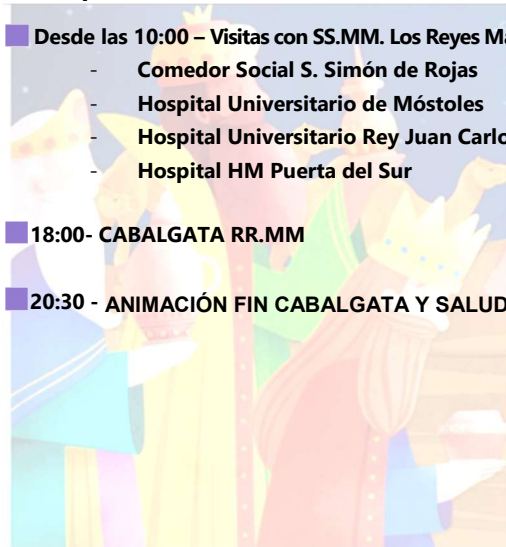 Desde las 10:00 – Visitas con SS.MM. Los Reyes
- Comedor Social S. Simón de Rojas
- Hospital Universitario de Móstoles
- Hospital Universitario Rey Juan
- Hospital HM Puerta del Sur
18:00- CABALGATA RR.MM
20:30 - ANIMACIÓN FIN CABALGATA Y